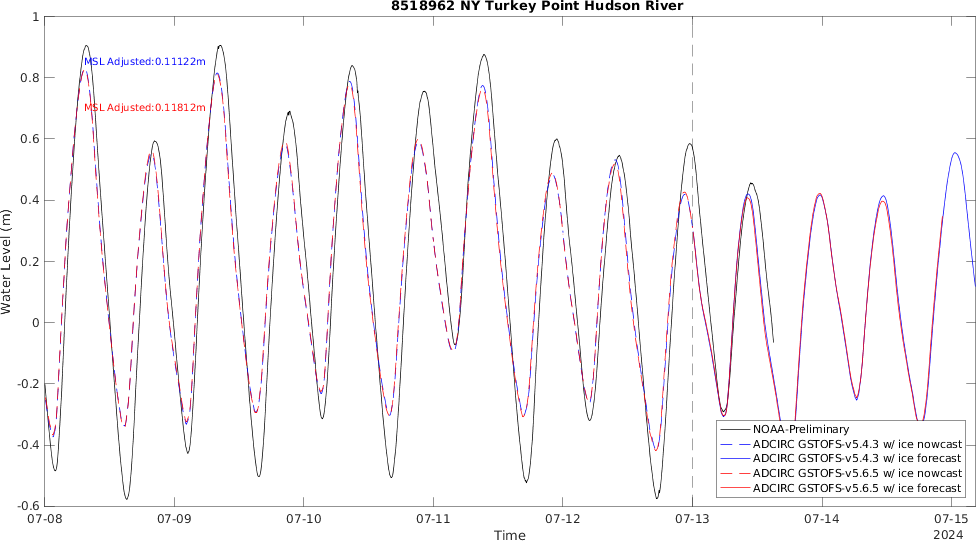 8518962 NY Turkey Point Hudson River
1
0.8
0.6
0.4
0.2
0
-0.2
-0.4
-0.6
Water Level (m)
MSL Adjusted:0.11122m
MSL Adjusted:0.11812m
NOAA-Preliminary
ADCIRC GSTOFS-v5.4.3 w/ ice nowcast
ADCIRC GSTOFS-v5.4.3 w/ ice forecast
ADCIRC GSTOFS-v5.6.5 w/ ice nowcast
ADCIRC GSTOFS-v5.6.5 w/ ice forecast
07-08 07-09 07-10 07-11 07-12 07-13 07-14 07-15
Time
2024